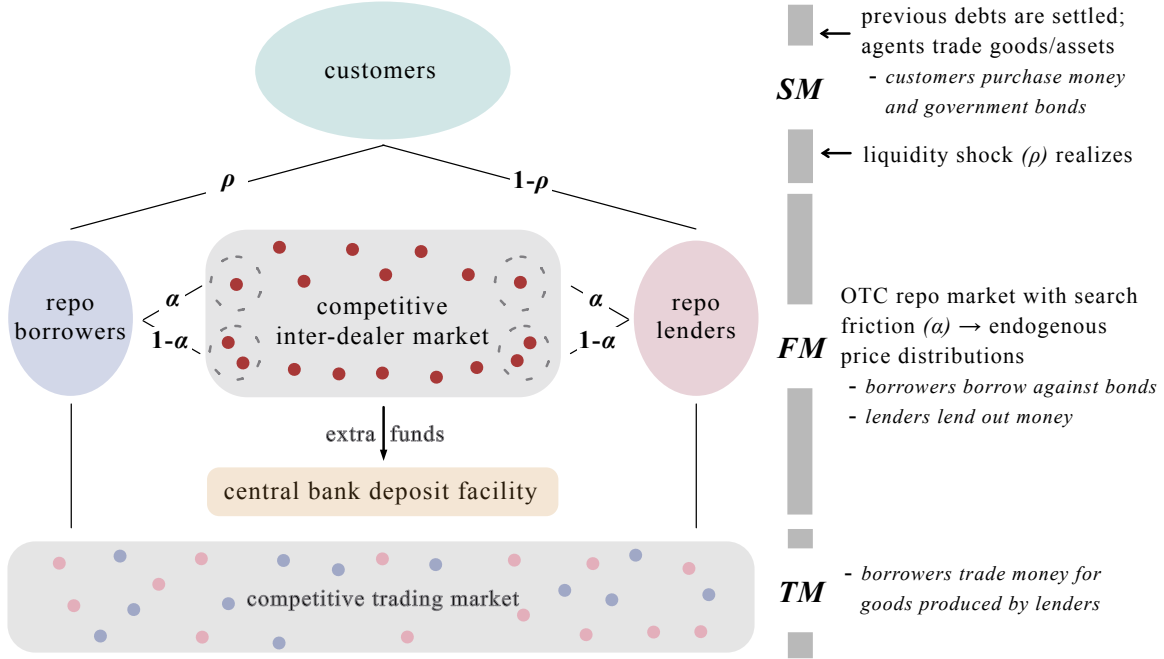 customers
ρ
1-ρ
repo
borrowers
α
1-α
competitive
inter-dealer market
α
1-α
repo
lenders
extra funds
central bank deposit facility
competitive trading market
previous debts are settled;
agents trade goods/assets
SM
- customers purchase money
and government bonds
liquidity shock (ρ) realizes
OTC repo market with search
friction (α) → endogenous
FM
price distributions
- borrowers borrow against bonds
- lenders lend out money
TM
- borrowers trade money for
goods produced by lenders